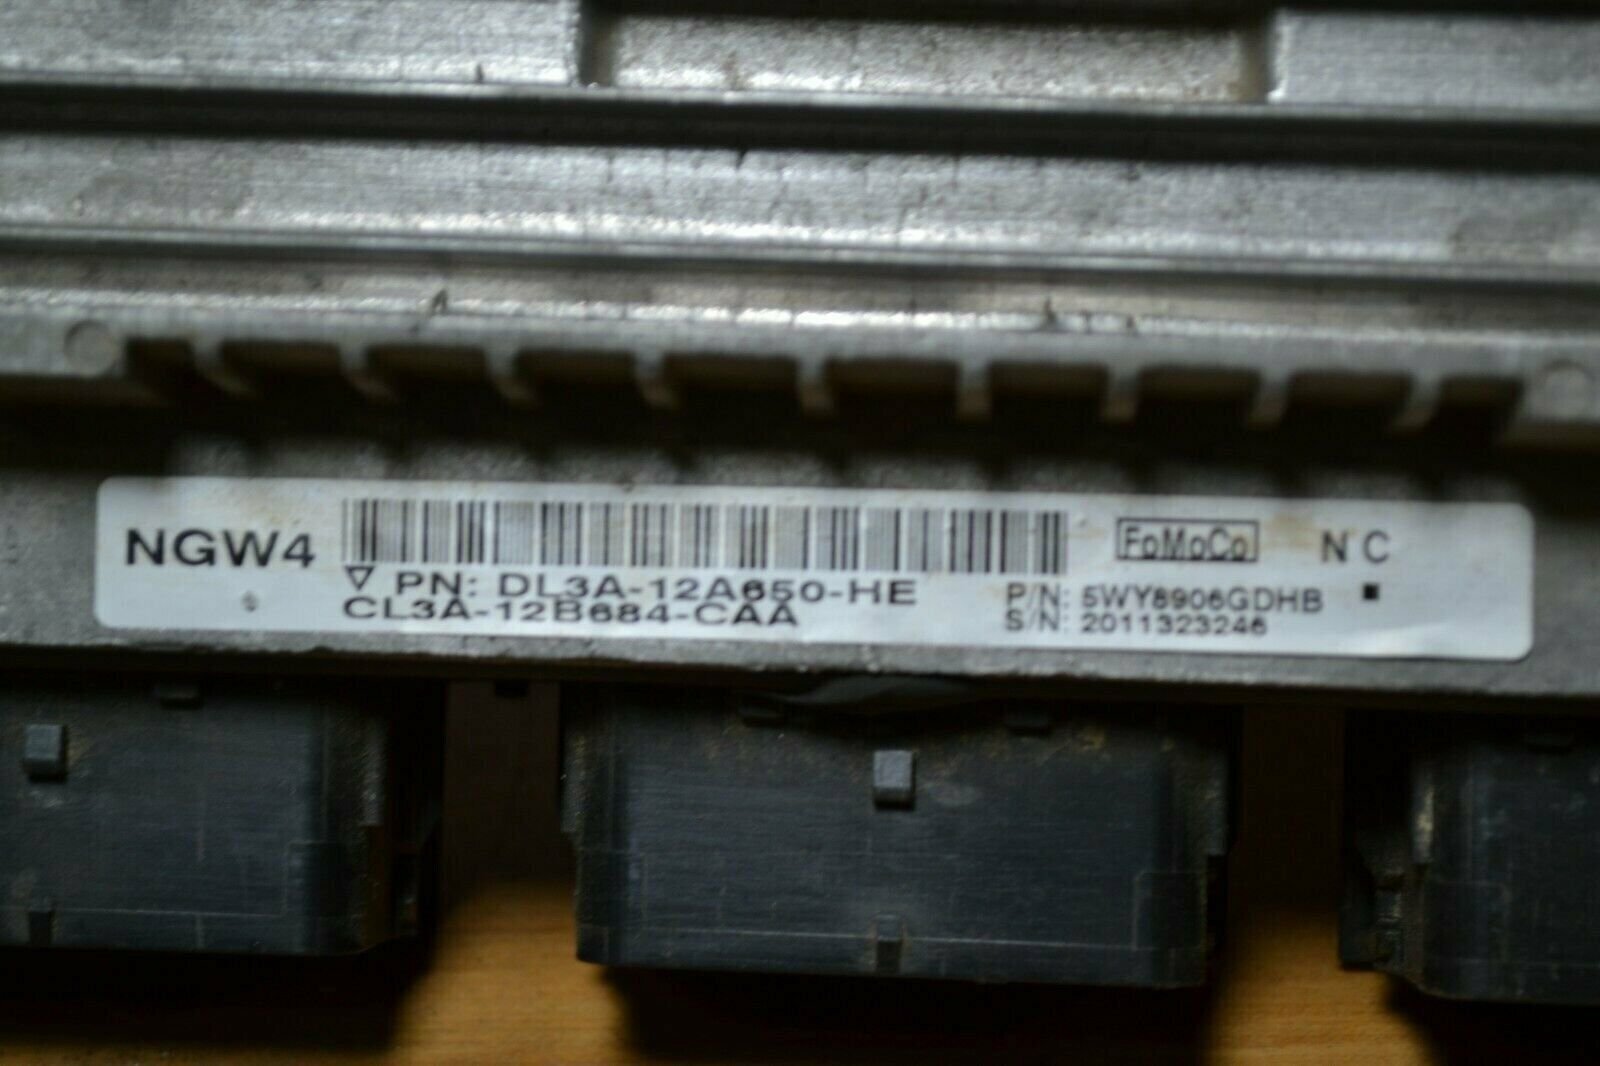 NGW4
FoMoCo N C
PN: DL3A-12A650-HE
CL3A-12B684-CAA
P/N: 5WY8906GDHB
S/N: 2011323246